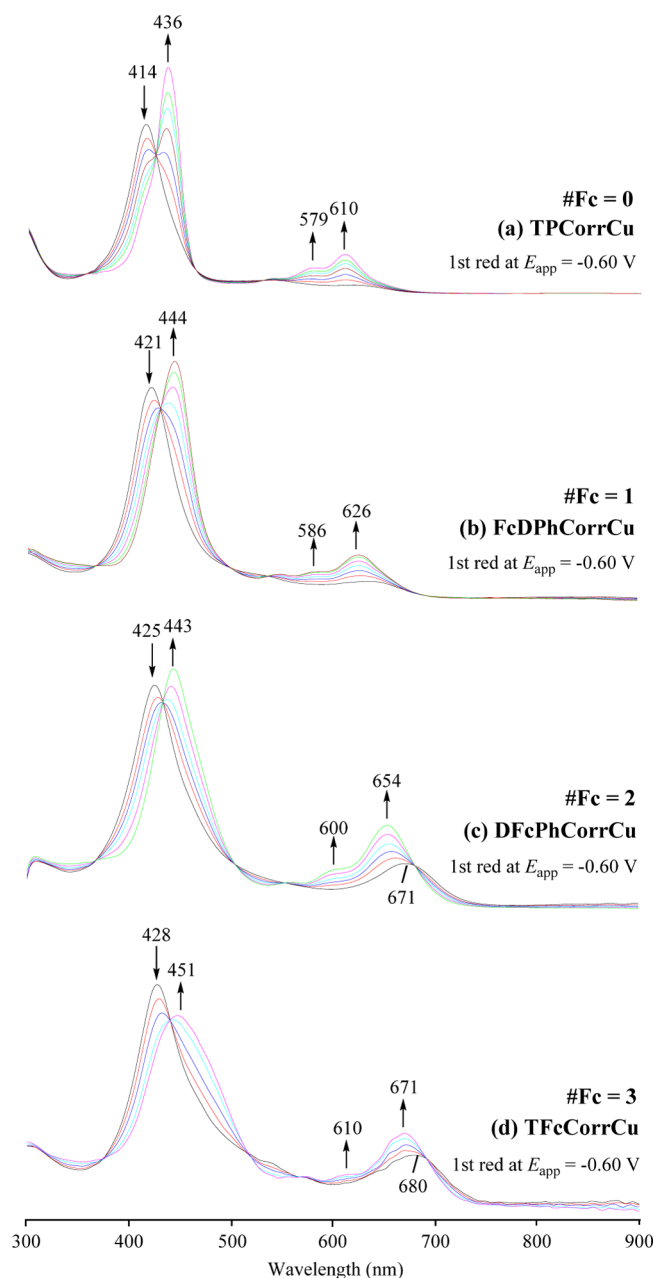 436
414
#Fc = 0
(a) TPCorrCu
579 610
1st red at Eapp = -0.60 V
421 444
#Fc = 1
(b) FcDPhCorrCu
586 626
1st red at Eapp = -0.60 V
425 443
#Fc = 2
(c) DFcPhCorrCu
600 654
1st red at Eapp = -0.60 V
671
428
451
#Fc = 3
(d) TFcCorrCu
610 671
1st red at Eapp = -0.60 V
680
300 400 500 600 700 800 900
Wavelength (nm)